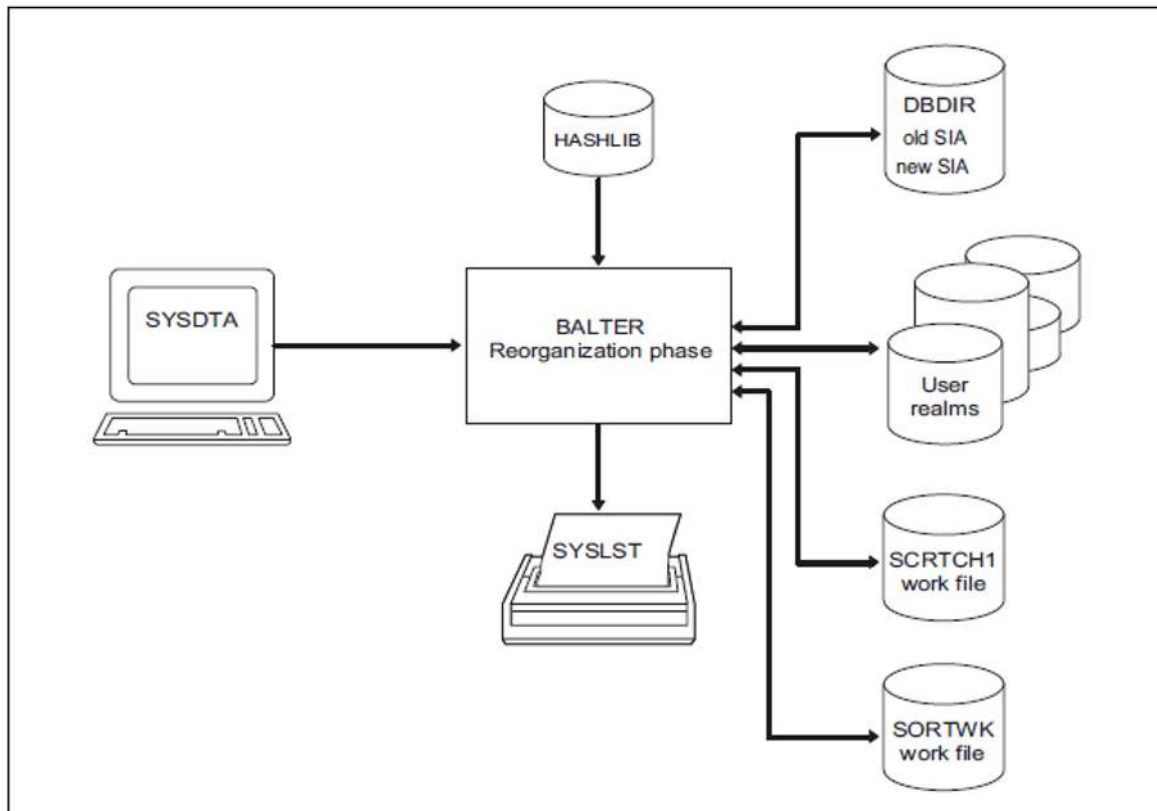 DBDIR
old SIA
new SIA
HASHLIB
SYSDTA
BALTER
Reorganization phase
User
realms
SYSLST
SCRTCH1
work file
SORTWK
work file